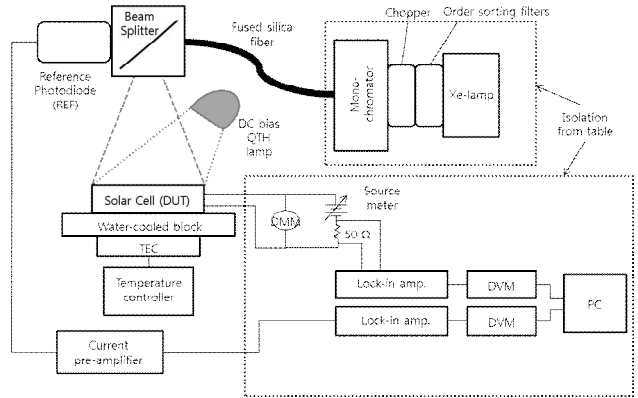 Beam
Splitter
Fused silica
fiber
Chopper
Order sorting filters
Mono-
chromator
Xe-lamp
Reference
Photodiode
(REF)
DC bias
QTH
lamp
Isolation
from table
Solar Cell (DUT)
Water-cooled block
TEC
Temperature
controller
DMM
Source
meter
50 Ω
Lock-in amp.
DVM
Lock-in amp.
DVM
PC
Current
pre-amplifier